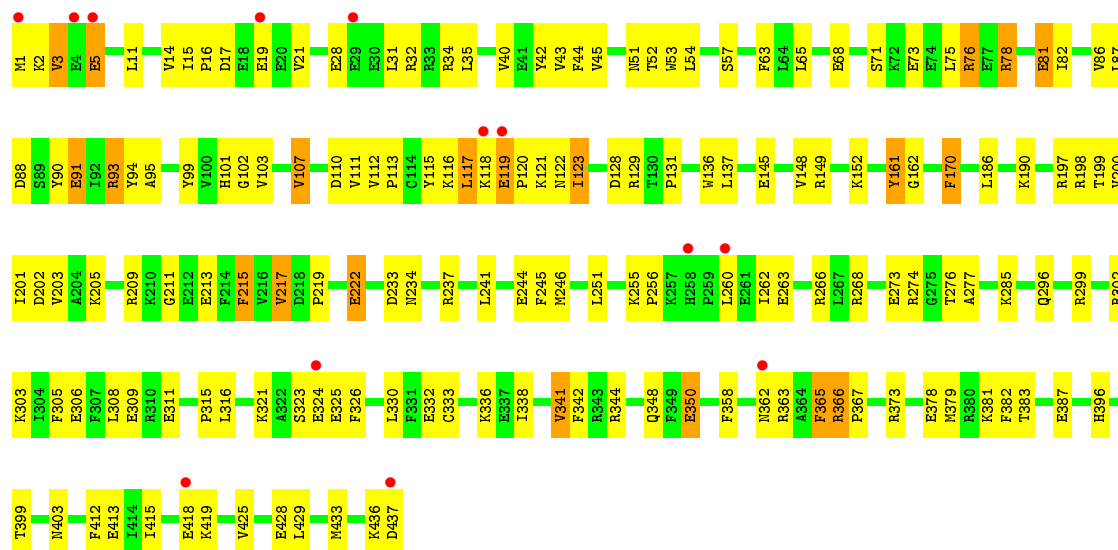 M1 K2 V3 E4 E5 L11 V14 I15 P16 D17 E18 E19 E20 V21 E28 E29 E30 L31 R32 R33 R34 L35 V40 E41 Y42 V43 F44 V45 N51 T52 W53 L54 S57 F63 L64 L65 E68 S71 K72 E73 E74 L75 R76 E77 R78 E81 I82 V86 L87
D88 S89 Y90 E91 I92 R93 Y94 A95 Y99 V100 H101 G102 V103 V107 D110 V111 V112 P113 C114 Y115 K116 L117 K118 E119 P120 K121 N122 I123 D128 R129 T130 P131 W136 L137 E145 V148 R149 K152 Y161 G162 F170 L186 K190 R197 R198 T199 V200
I201 D202 V203 A204 K205 R209 K210 G211 E212 E213 F214 F215 V216 V217 D218 P219 E222 D233 N234 R237 L241 E244 F245 M246 L251 K255 P256 K257 H258 P259 L260 E261 I262 E263 R266 L267 R268 E273 R274 G275 T276 A277 K285 Q296 R299 R302
K303 I304 F305 E306 F307 L308 E309 R310 E311 P315 L316 K321 A322 S323 E324 E325 F326 L330 F331 E332 C333 K336 E337 I338 V341 F342 R343 R344 Q348 F349 E350 F358 N362 R363 A364 F365 R366 P367 R373 E378 M379 R380 K381 F382 T383 E387 H396
T399 N403 F412 E413 I414 I415 E418 K419 V425 E428 L429 M433 K436 D437